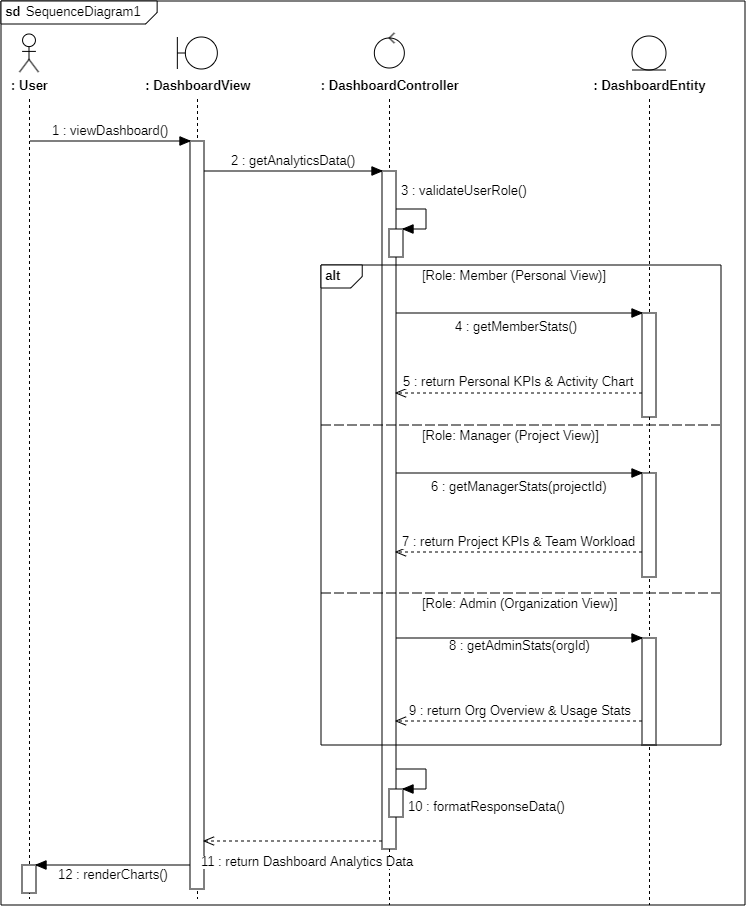 sd SequenceDiagram1
: User
: DashboardView
: DashboardController
: DashboardEntity
1 : viewDashboard()
2 : getAnalyticsData()
3 : validateUserRole()
alt
[Role: Member (Personal View)]
4 : getMemberStats()
5 : return Personal KPIs & Activity Chart
[Role: Manager (Project View)]
6 : getManagerStats(projectId)
7 : return Project KPIs & Team Workload
[Role: Admin (Organization View)]
8 : getAdminStats(orgId)
9 : return Org Overview & Usage Stats
10 : formatResponseData()
11 : return Dashboard Analytics Data
12 : renderCharts()